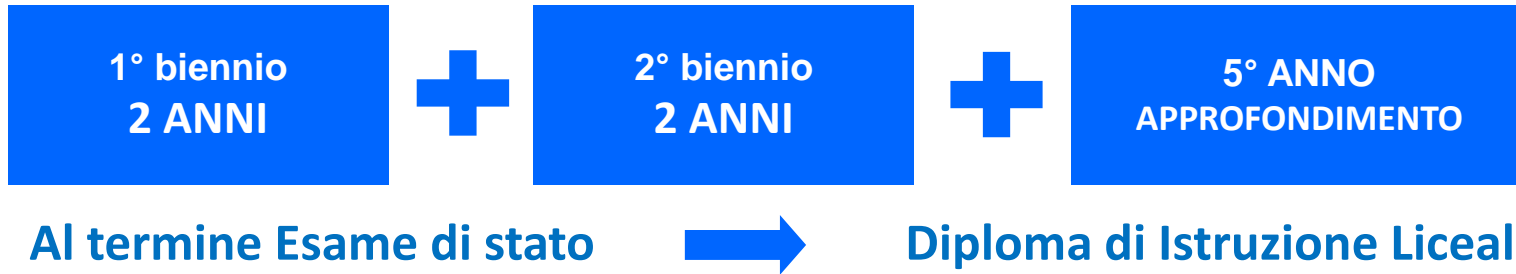 1° biennio
2 ANNI
2° biennio
2 ANNI
5° ANNO
APPROFONDIMENTO
Al termine Esame di stato
Diploma di Istruzione Liceal